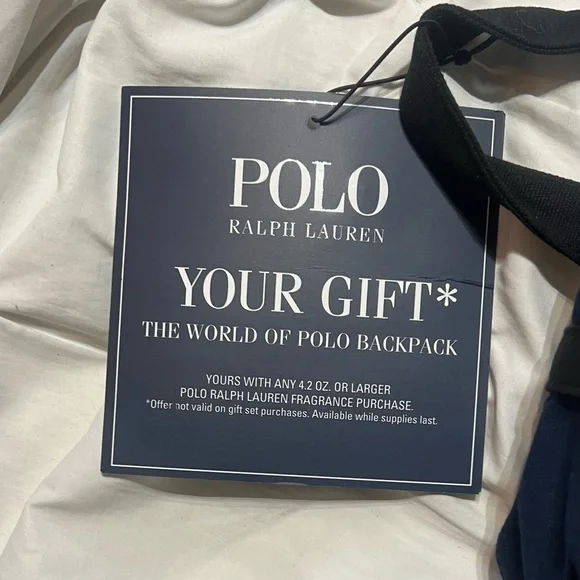 POLO
RALPH LAUREN
YOUR GIFT*
THE WORLD OF POLO BACKPACK
YOURS WITH ANY 4.2 OZ. OR LARGER
POLO RALPH LAUREN FRAGRANCE PURCHASE.
*Offer not valid on gift set purchases. Available while supplies last.